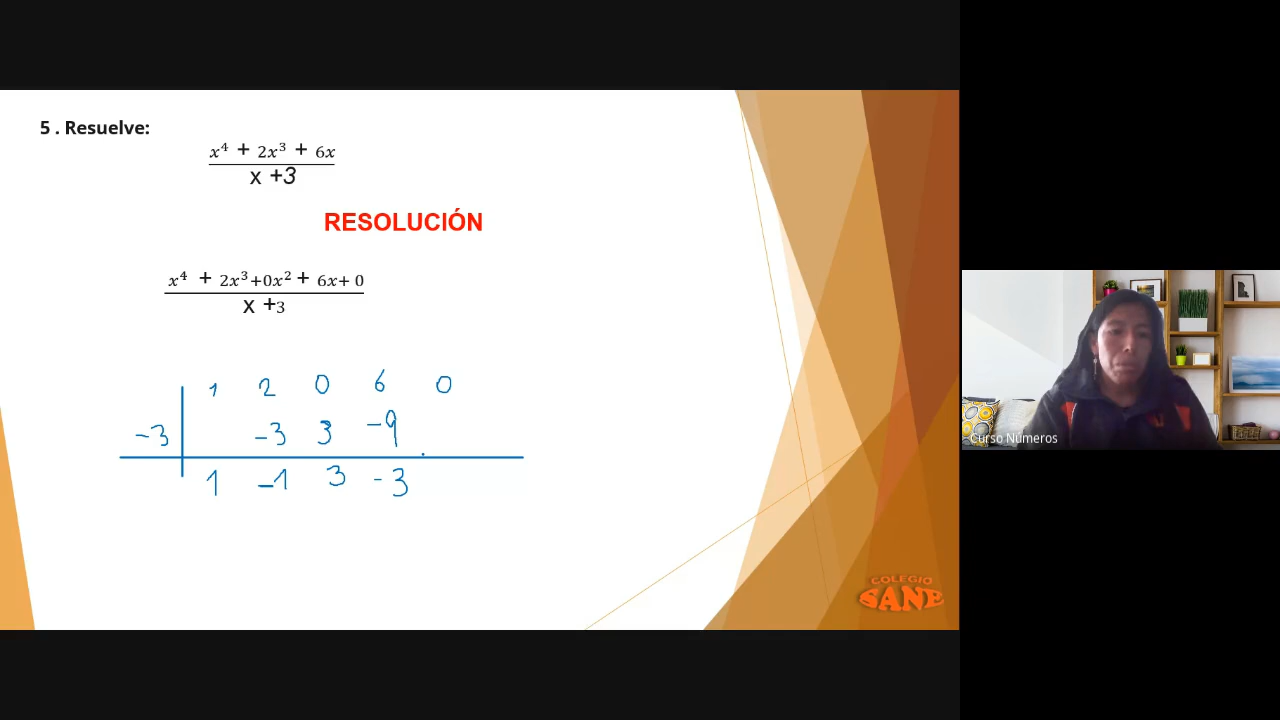 5 . Resuelve:
x⁴ + 2x³ + 6x
x +3
RESOLUCIÓN
x⁴ + 2x³+0x² + 6x+ 0
x +3
1 2 0 6 0
-3 -3 3 -9
1 -1 3 -3
Curso Números
COLEGIO
SANE